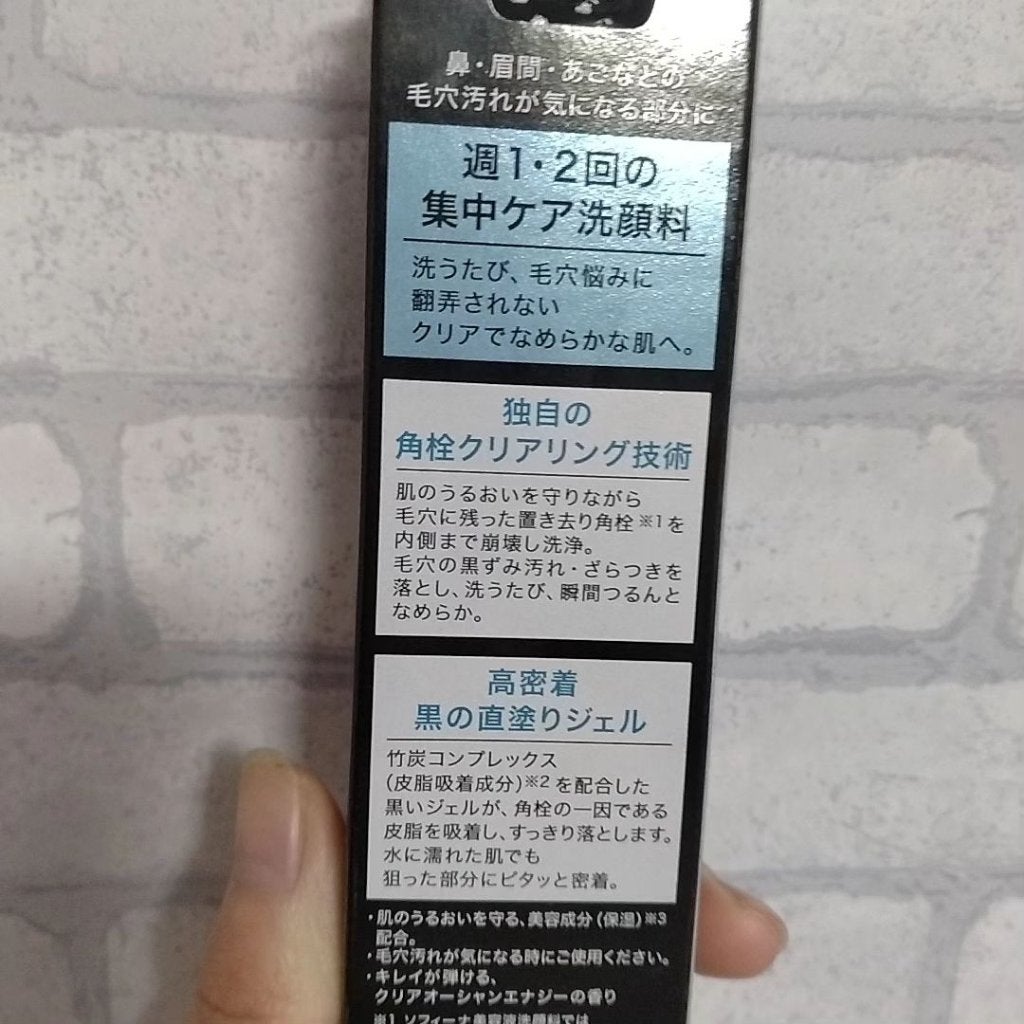 鼻・眉間・あごなどの
毛穴汚れが気になる部分に
週1・2回の
集中ケア洗顔料
洗うたび、毛穴悩みに
翻弄されない
クリアでなめらかな肌へ。
独自の
角栓クリアリング技術
肌のうるおいを守りながら
毛穴に残った置き去り角栓※1を
内側まで崩壊し洗浄。
毛穴の黒ずみ汚れ・ざらつきを
落とし、洗うたび、瞬間つるんと
なめらか。
高密着
黒の直塗りジェル
竹炭コンプレックス
(皮脂吸着成分)※2を配合した
黒いジェルが、角栓の一因である
皮脂を吸着し、すっきり落とします。
水に濡れた肌でも
狙った部分にピタッと密着。
・肌のうるおいを守る、美容成分(保湿)※3
配合。
・毛穴汚れが気になる時にご使用ください。
・キレイが弾ける、
クリアオーシャンエナジーの香り
※1 ソフィーナ美容液洗顔料では